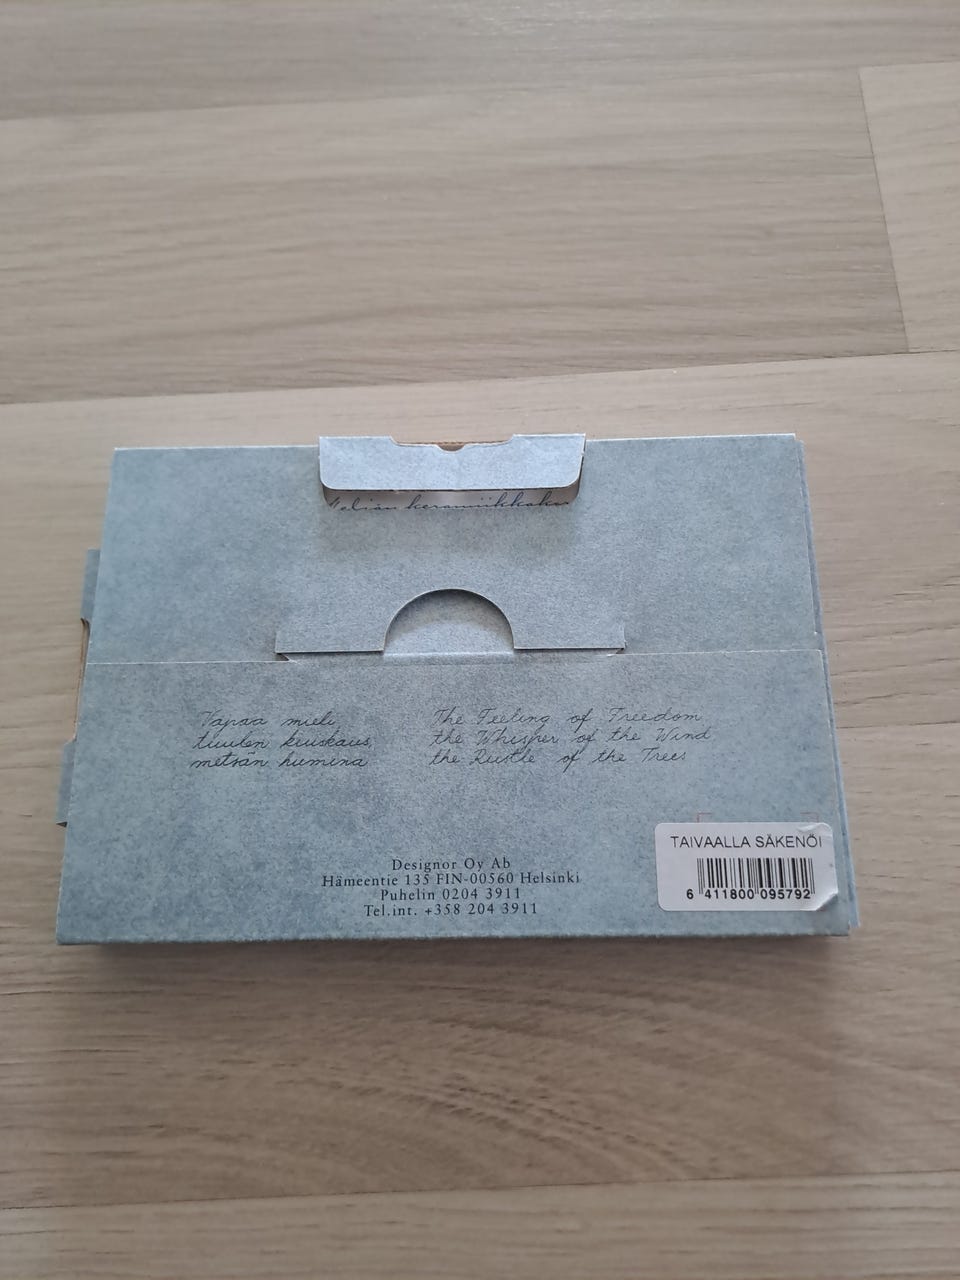 keramiikkaku
Vapaa mieli,
tuulen kuiskaus,
metsän humina
The Feeling of Freedom
the Whisper of the Wind
the Rustle of the Trees
Designor Oy Ab
Hämeentie 135 FIN-00560 Helsinki
Puhelin 0204 3911
Tel.int. +358 204 3911
TAIVAALLA SÄKENÖI
6 411800 095792